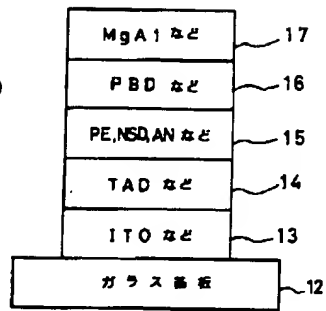 MgAl など 17
PBD など 16
PE,NSD,AN など 15
TAD など 14
ITO など 13
ガラス基板 12